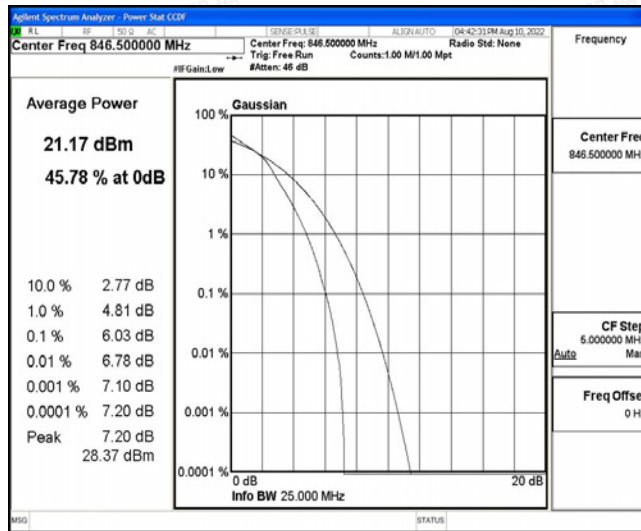 Agilent Spectrum Analyzer - Power Stat CCDF
RL RF 50 Ω AC SENSE:PULSE ALIGN AUTO 04:42:31 PM Aug 10, 2022
Center Freq 846.500000 MHz
Center Freq: 846.500000 MHz Radio Std: None
Trig: Free Run Counts:1.00 M/1.00 Mpt
#IFGain:Low #Atten: 46 dB
Frequency
Average Power
21.17 dBm
45.78 % at 0dB
10.0 % 2.77 dB
1.0 % 4.81 dB
0.1 % 6.03 dB
0.01 % 6.78 dB
0.001 % 7.10 dB
0.0001 % 7.20 dB
Peak 7.20 dB
28.37 dBm
Gaussian
100 %
10 %
1 %
0.1 %
0.01 %
0.001 %
0.0001 %
0 dB 20 dB
Info BW 25.000 MHz
Center Fre
846.500000 MH
CF Step
5.000000 MH
Auto Ma
Freq Offse
0 H
MSG STATUS